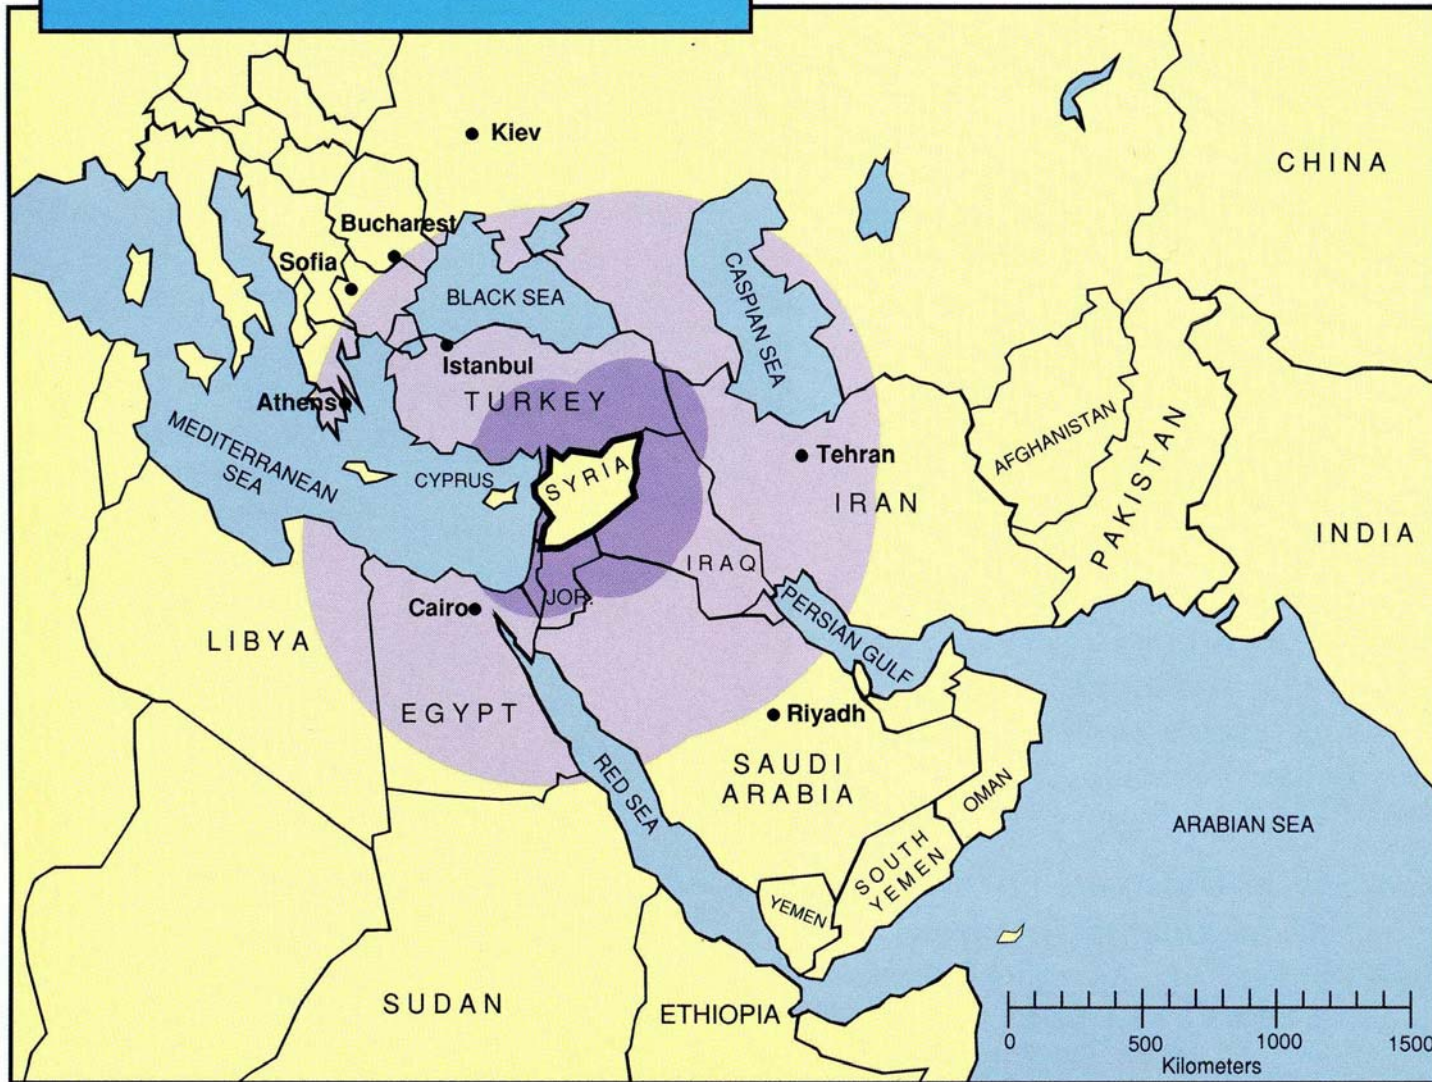 Kiev
CHINA
Bucharest
Sofia
BLACK SEA
CASPIAN SEA
Istanbul
TURKEY
Athens
AFGHANISTAN
PAKISTAN
MEDITERRANEAN
SEA
CYPRUS
SYRIA
Tehran
IRAN
INDIA
IRAQ
JOR.
Cairo
PERSIAN GULF
LIBYA
EGYPT
Riyadh
RED SEA
SAUDI
ARABIA
OMAN
ARABIAN SEA
SOUTH
YEMEN
YEMEN
SUDAN
ETHIOPIA
0 500 1000 1500
Kilometers